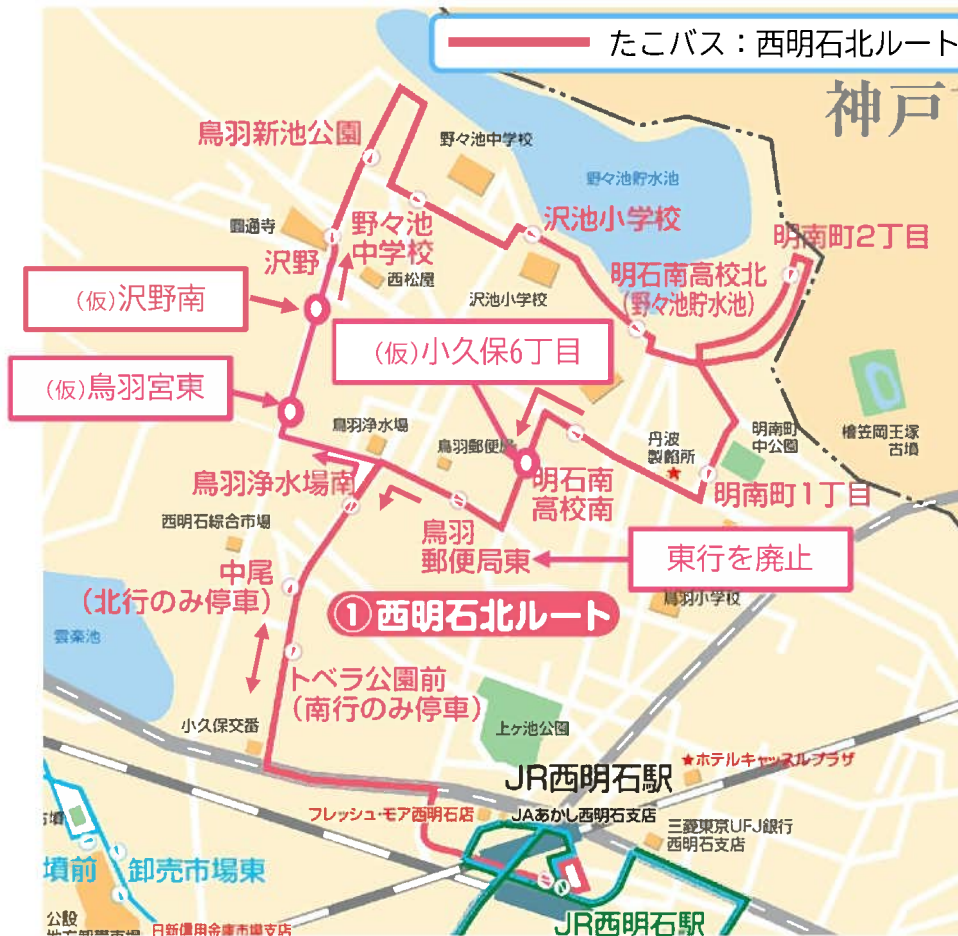 たこバス：西明石北ルート
神戸
鳥羽新池公園
野々池中学校
野々池貯水池
圓通寺
沢野
野々池
中学校
西松屋
沢池小学校
沢池小学校
明南町2丁目
明石南高校北
(野々池貯水池)
(仮)沢野南
(仮)小久保6丁目
(仮)鳥羽宮東
鳥羽浄水場
鳥羽郵便局
丹波
製餡所
明南町
中公園
檜笠岡王塚
古墳
鳥羽浄水場南
明石南
高校南
明南町1丁目
西明石綜合市場
鳥羽
郵便局東
東行を廃止
中尾
(北行のみ停車)
鳥羽小学校
①西明石北ルート
雲楽池
トベラ公園前
(南行のみ停車)
小久保交番
上ヶ池公園
JR西明石駅
★ホテルキャッスルプラザ
フレッシュ・モア西明石店
JAあかし西明石支店
三菱東京UFJ銀行
西明石支店
古墳
墳前
卸売市場東
公設
日新信用金庫市場支店
JR西明石駅